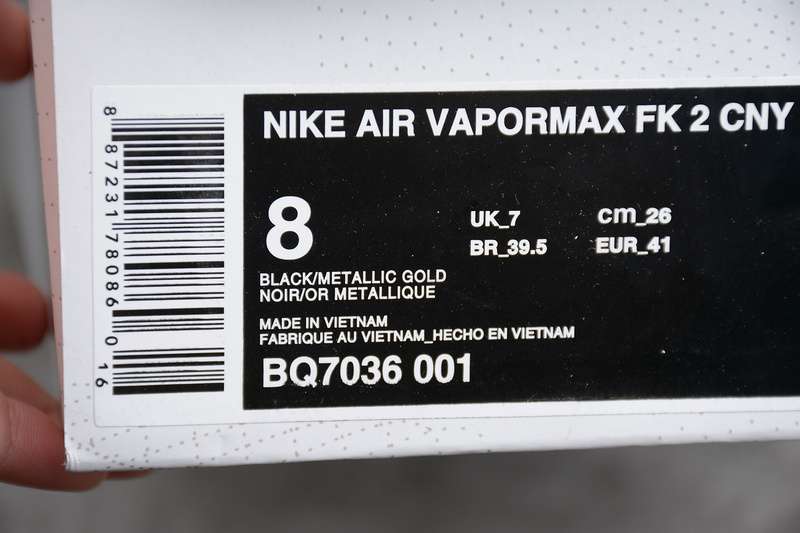 NIKE AIR VAPORMAX FK 2 CNY
8
UK_7
cm_26
BR_39.5
EUR_41
BLACK/METALLIC GOLD
NOIR/OR METALLIQUE
MADE IN VIETNAM
FABRIQUE AU VIETNAM_HECHO EN VIETNAM
BQ7036 001
8 87231 78086 0 16